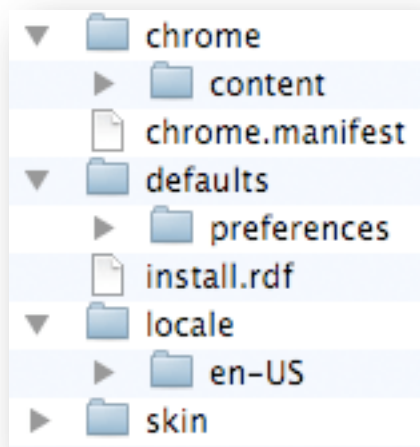 chrome
content
chrome.manifest
defaults
preferences
install.rdf
locale
en-US
skin